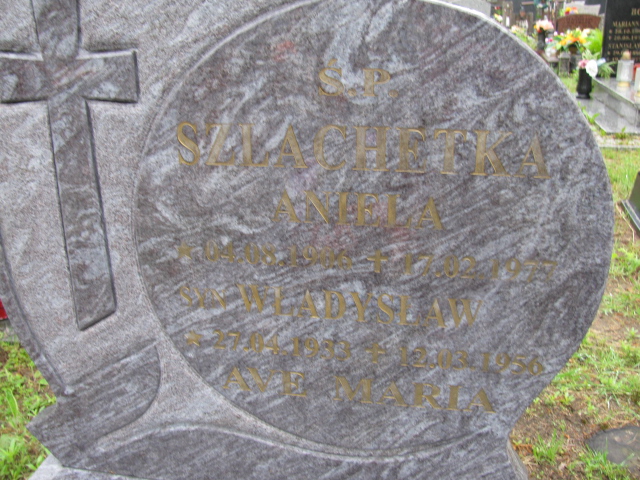 Ś.P.
SZLACHETKA
ANIELA
* 04.08.1906 + 17.02.1977
SYN WŁADYSŁAW
* 27.04.1933 + 12.03.1956
AVE MARIA